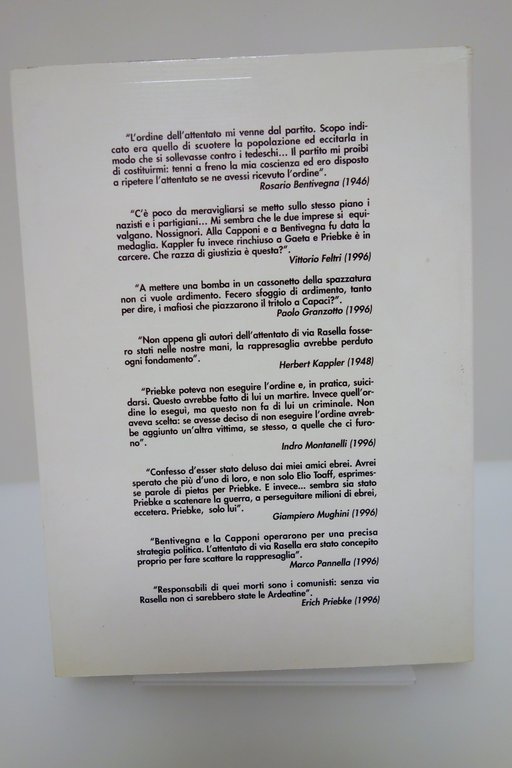 "L'ordine dell'attentato mi venne dal partito. Scopo indi-
cato era quello di scuotere la popolazione ed eccitarla in
modo che si sollevasse contro i tedeschi... Il partito mi proibì
di costituirmi: tenni a freno la mia coscienza ed ero disposto
a ripetere l'attentato se ne avessi ricevuto l'ordine".
Rosario Bentivegna (1946)
"C'è poco da meravigliarsi se metto sullo stesso piano i
nazisti e i partigiani... Mi sembra che le due imprese si equi-
valgano. Nossignori. Alla Capponi e a Bentivegna fu data la
medaglia. Kappler fu invece rinchiuso a Gaeta e Priebke è in
carcere. Che razza di giustizia è questa?".
Vittorio Feltri (1996)
"A mettere una bomba in un cassonetto della spazzatura
non ci vuole ardimento. Fecero sfoggio di ardimento, tanto
per dire, i mafiosi che piazzarono il tritolo a Capaci?".
Paolo Granzotto (1996)
"Non appena gli autori dell'attentato di via Rasella fosse-
ro stati nelle nostre mani, la rappresaglia avrebbe perduto
ogni fondamento".
Herbert Kappler (1948)
"Priebke poteva non eseguire l'ordine e, in pratica, suici-
darsi. Questo avrebbe fatto di lui un martire. Invece quell'or-
dine lo eseguì, ma questo non fa di lui un criminale. Non
aveva scelta: se avesse deciso di non eseguire l'ordine avreb-
be aggiunto un'altra vittima, se stesso, a quelle che ci furo-
no".
Indro Montanelli (1996)
"Confesso d'esser stato deluso dai miei amici ebrei. Avrei
sperato che più d'uno di loro, e non solo Elio Toaff, esprimes-
se parole di pietas per Priebke. E invece... sembra sia stato
Priebke a scatenare la guerra, a perseguitare milioni di ebrei,
eccetera. Priebke, solo lui".
Giampiero Mughini (1996)
"Bentivegna e la Capponi operarono per una precisa
strategia politica. L'attentato di via Rasella era stato concepito
proprio per fare scattare la rappresaglia".
Marco Pannella (1996)
"Responsabili di quei morti sono i comunisti: senza via
Rasella non ci sarebbero state le Ardeatine".
Erich Priebke (1996)